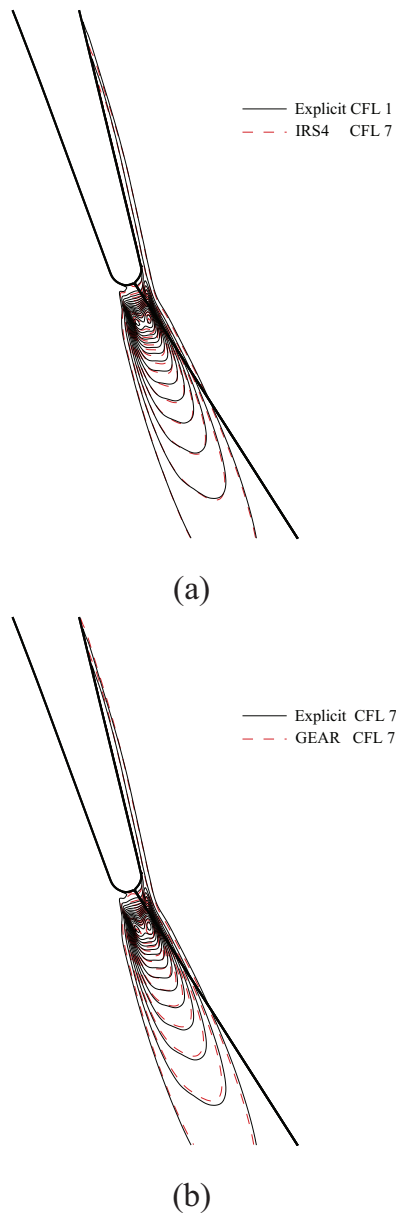 Explicit CFL 1
IRS4 CFL 7
(a)
Explicit CFL 7
GEAR CFL 7
(b)